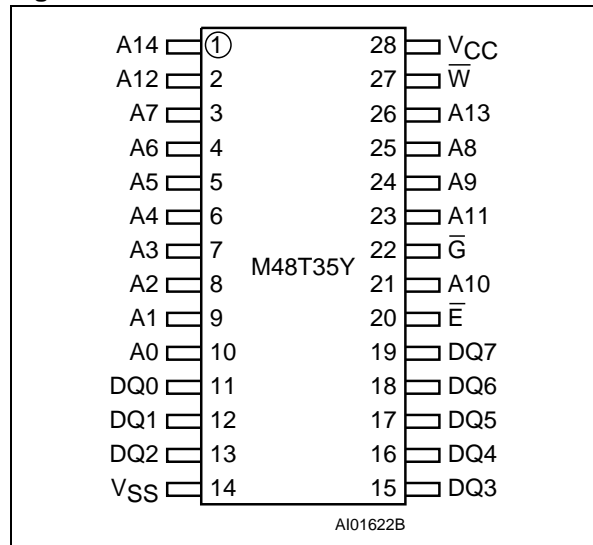 A14 1 28 VCC
A12 2 27 W̅
A7 3 26 A13
A6 4 25 A8
A5 5 24 A9
A4 6 23 A11
A3 7 22 G̅
M48T35Y
A2 8 21 A10
A1 9 20 E̅
A0 10 19 DQ7
DQ0 11 18 DQ6
DQ1 12 17 DQ5
DQ2 13 16 DQ4
VSS 14 15 DQ3
AI01622B